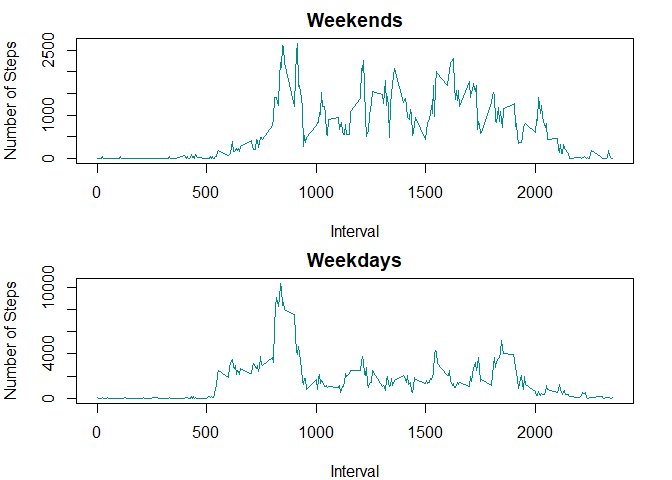 Weekends
Number of Steps
2500
1000
0
0 500 1000 1500 2000
Interval
Weekdays
Number of Steps
10000
4000
0
0 500 1000 1500 2000
Interval